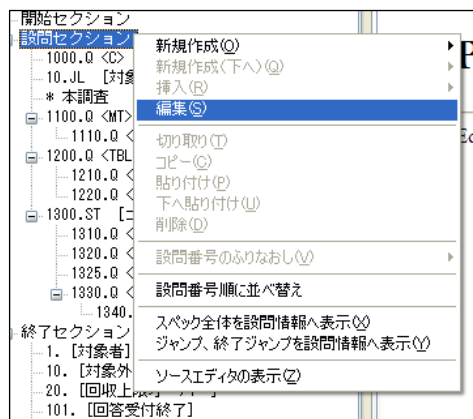 開始セクション
設問セクション
1000.Q <C>
10.JL [対象
* 本調査
1100.Q <MT>
1110.Q <
1200.Q <TBL
1210.Q <
1220.Q <
1300.ST [
1310.Q <
1320.Q <
1325.Q <
1330.Q <
1340.
終了セクション
1. [対象者]
10. [対象外
20. [回収上
101. [回答受付終了]
新規作成(O)
新規作成(下へ)(Q)
挿入(R)
編集(S)
切り取り(T)
コピー(C)
貼り付け(P)
下へ貼り付け(U)
削除(D)
設問番号のふりなおし(V)
設問番号順に並べ替え
スペック全体を設問情報へ表示(X)
ジャンプ、終了ジャンプを設問情報へ表示(Y)
ソースエディタの表示(Z)
P
Ec